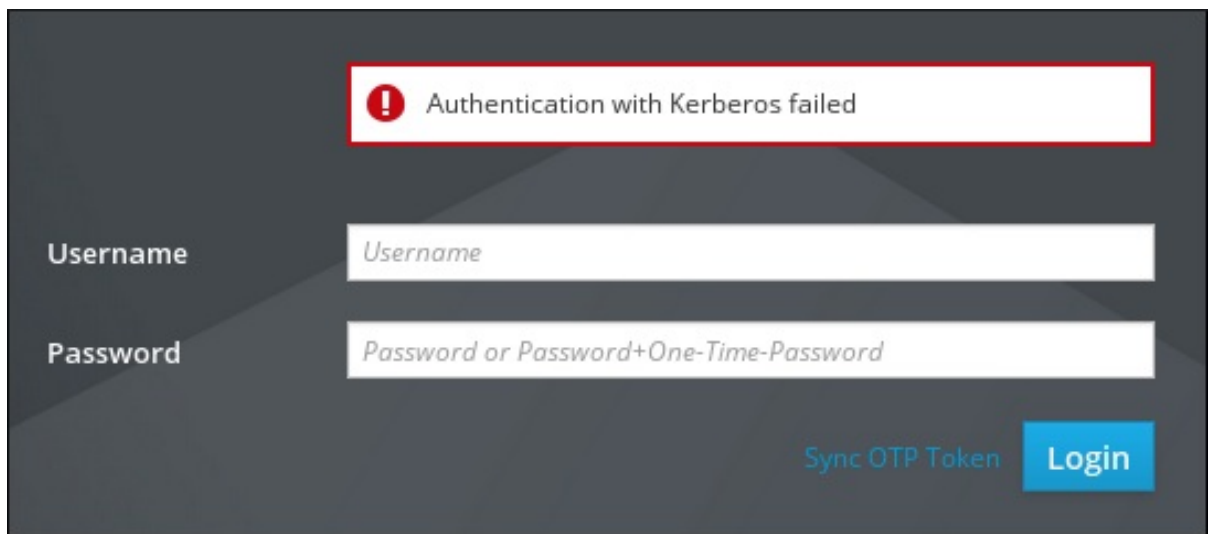 Authentication with Kerberos failed
Username
Username
Password
Password or Password+One-Time-Password
Sync OTP Token
Login